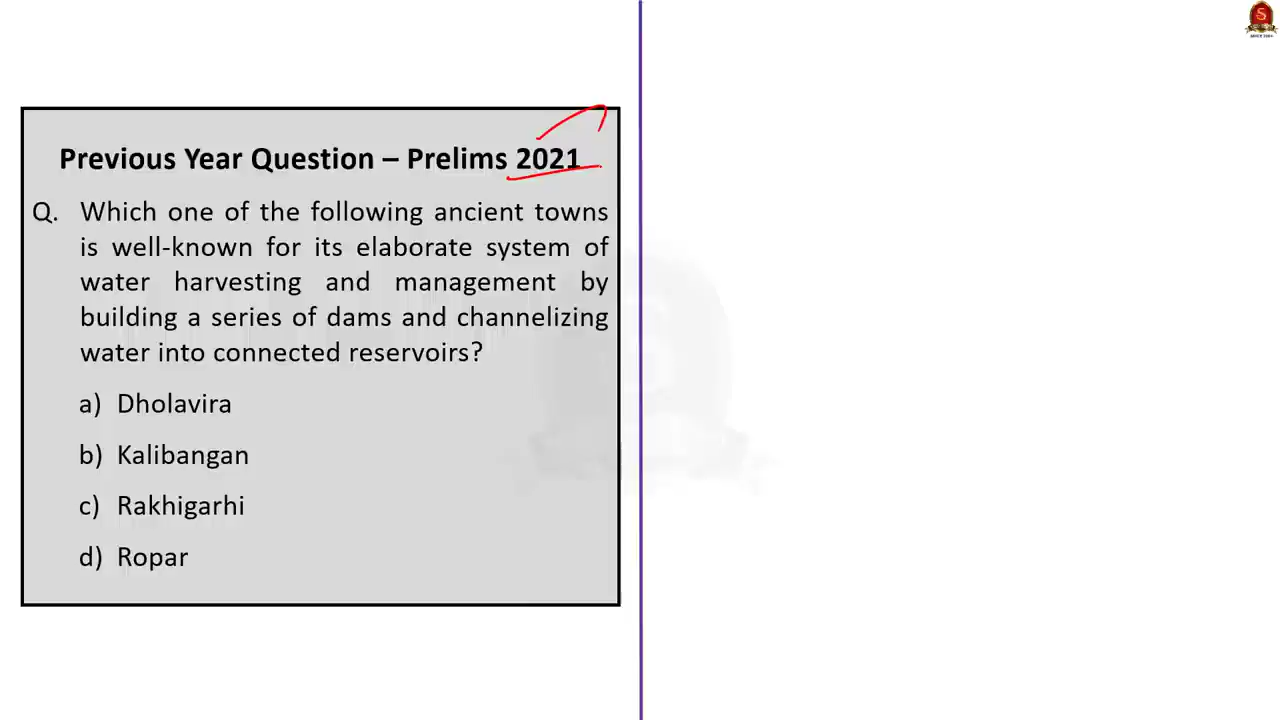 Previous Year Question – Prelims 2021
Q. Which one of the following ancient towns
is well-known for its elaborate system of
water harvesting and management by
building a series of dams and channelizing
water into connected reservoirs?
a) Dholavira
b) Kalibangan
c) Rakhigarhi
d) Ropar